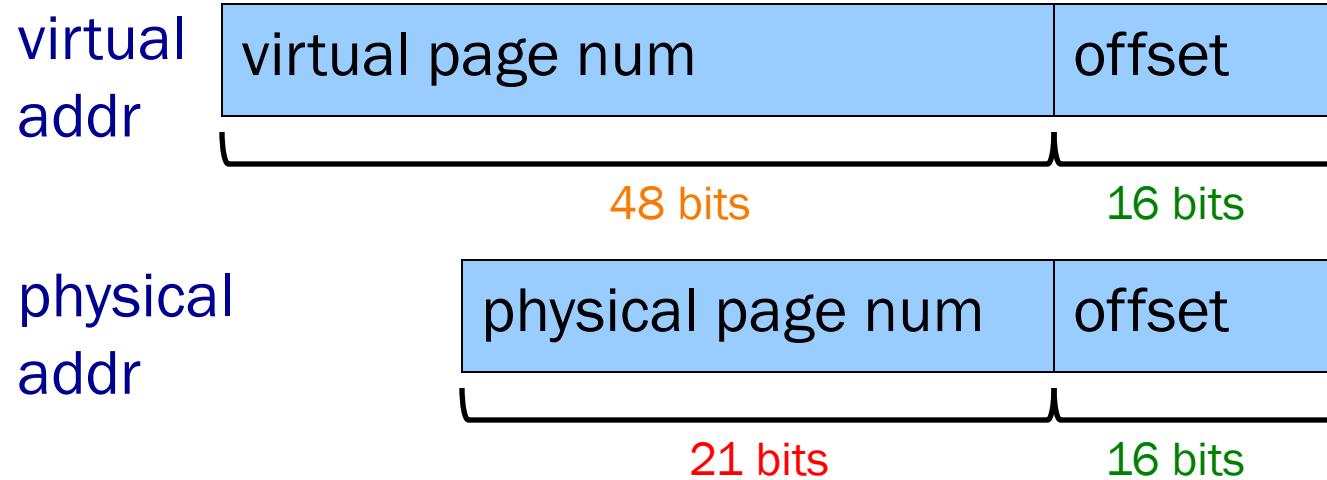 virtual addr
virtual page num
offset
48 bits
16 bits
physical addr
physical page num
offset
21 bits
16 bits